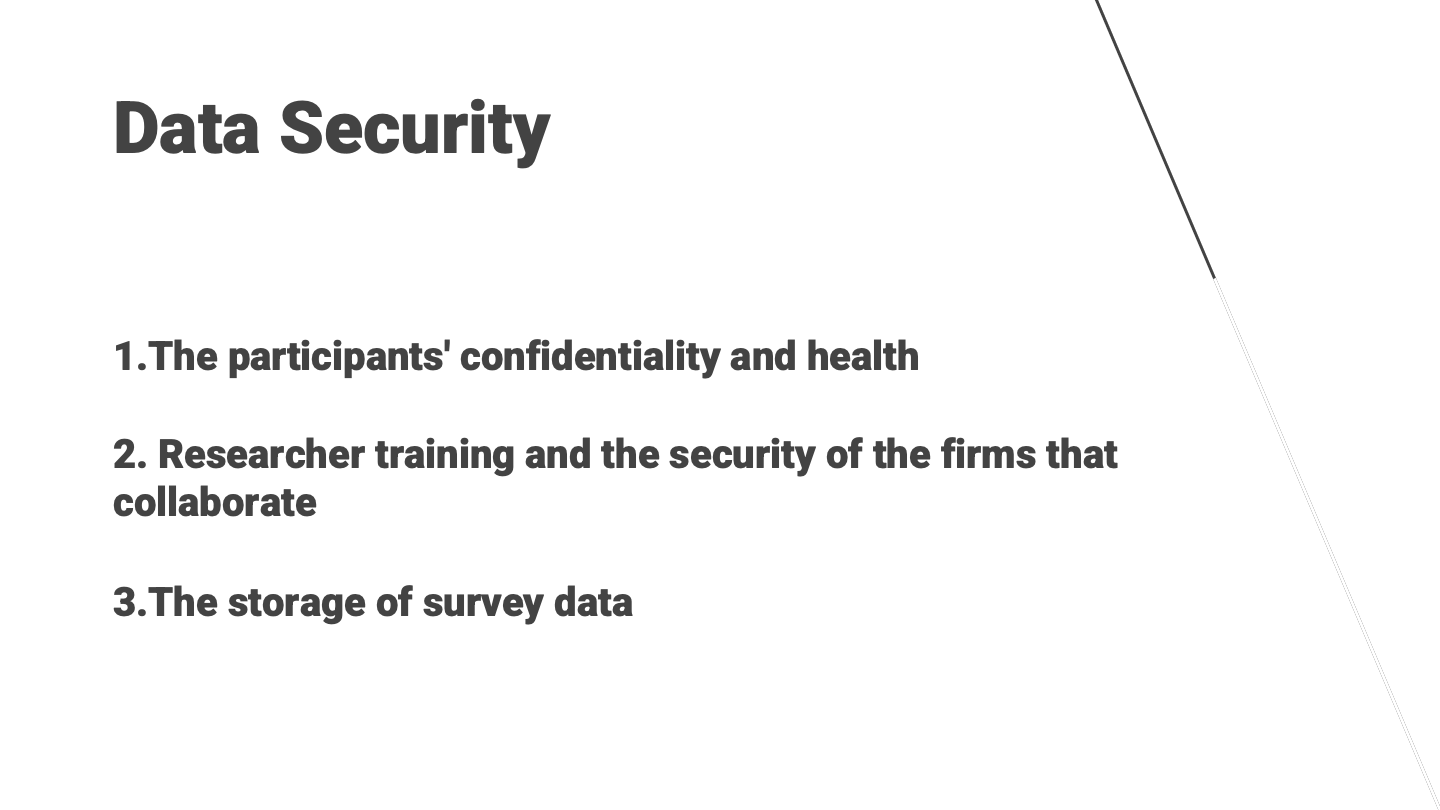 Data Security
1.The participants' confidentiality and health
2. Researcher training and the security of the firms that
collaborate
3.The storage of survey data